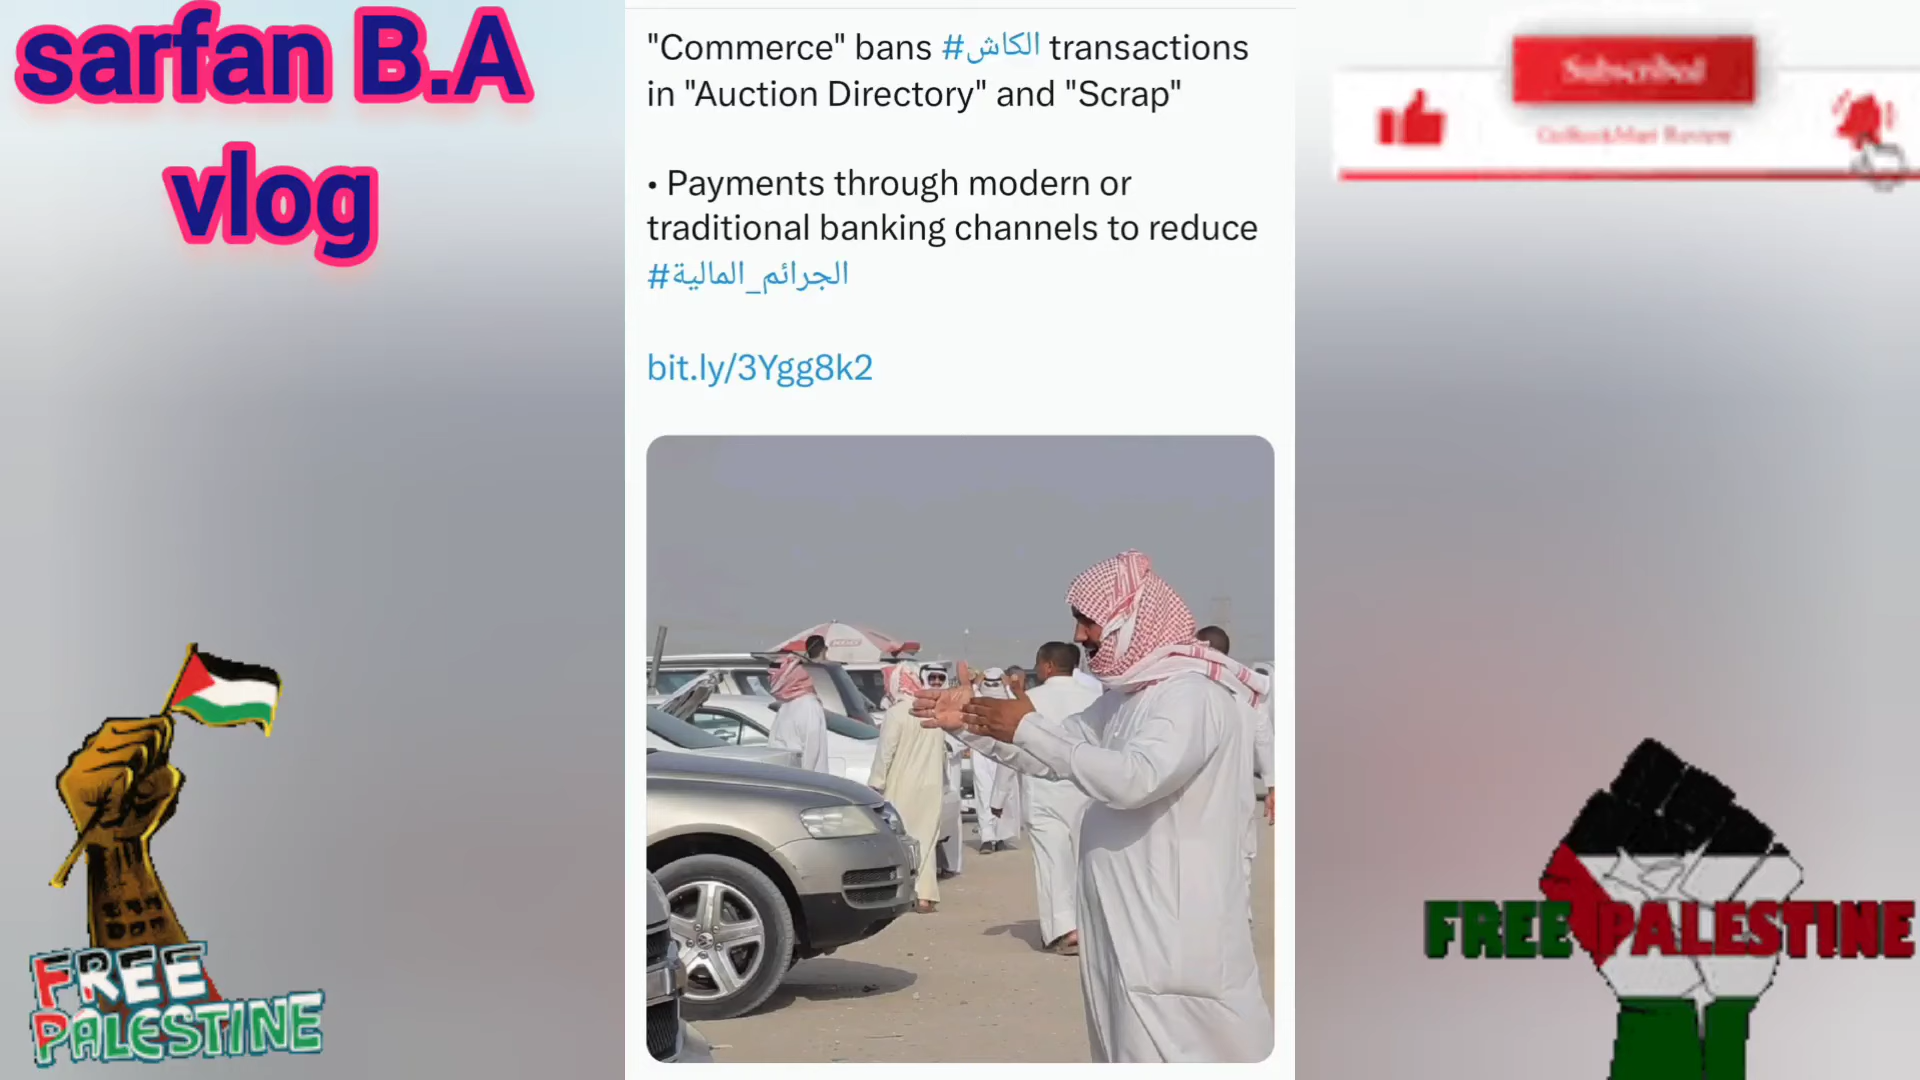 sarfan B.A
vlog
"Commerce" bans #الكاش transactions
in "Auction Directory" and "Scrap"
• Payments through modern or
traditional banking channels to reduce
#الجرائم_المالية
bit.ly/3Ygg8k2
Subscribed
FREE
PALESTINE
FREE PALESTINE